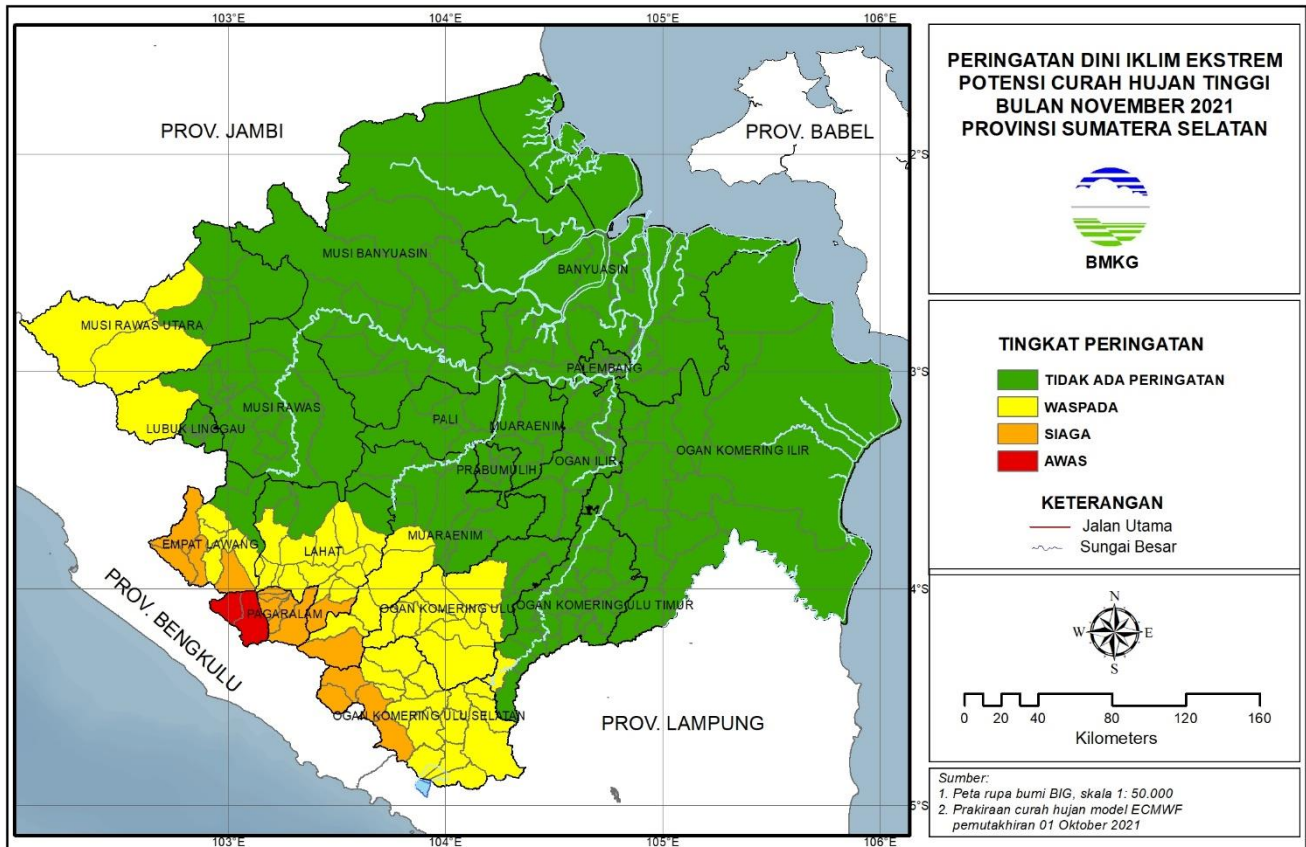 103°E
104°E
105°E
106°E
PROV. JAMBI
PROV. BABEL
2°S
MUSI BANYUASIN
BANYUASIN
MUSI RAWAS UTARA
PALEMBANG
3°S
MUSI RAWAS
LUBUK LINGGAU
PALI
MUARAENIM
OGAN KOMERING ILIR
PRABUMULIH
OGAN ILIR
EMPAT LAWANG
LAHAT
MUARAENIM
4°S
PAGARALAM
OGAN KOMERING ULU
OGAN KOMERING ULU TIMUR
PROV. BENGKULU
OGAN KOMERING ULU SELATAN
PROV. LAMPUNG
5°S
103°E
104°E
105°E
106°E
PERINGATAN DINI IKLIM EKSTREM
POTENSI CURAH HUJAN TINGGI
BULAN NOVEMBER 2021
PROVINSI SUMATERA SELATAN
BMKG
TINGKAT PERINGATAN
TIDAK ADA PERINGATAN
WASPADA
SIAGA
AWAS
KETERANGAN
Jalan Utama
Sungai Besar
N
W
E
S
0 20 40 80 120 160
Kilometers
Sumber:
1. Peta rupa bumi BIG, skala 1: 50.000
2. Prakiraan curah hujan model ECMWF
pemutakhiran 01 Oktober 2021